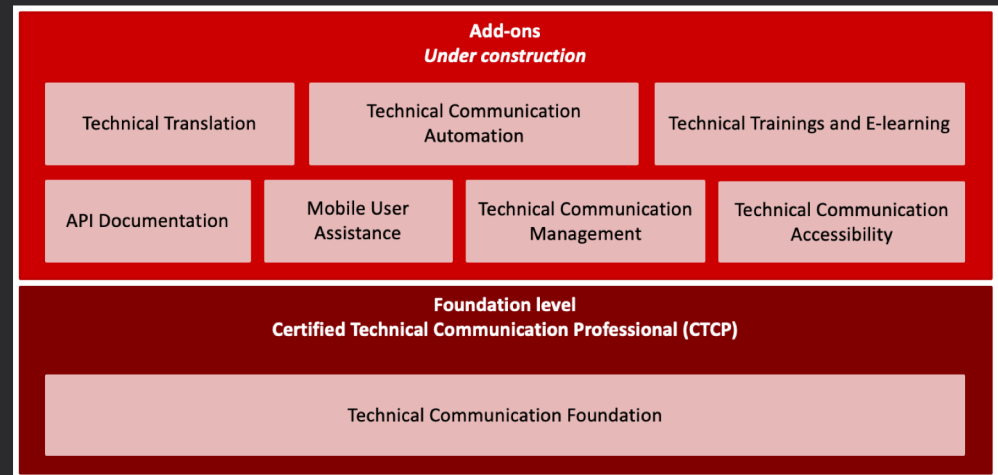 Add-ons
Under construction
Technical Translation
Technical Communication
Automation
Technical Trainings and E-learning
API Documentation
Mobile User
Assistance
Technical Communication
Management
Technical Communication
Accessibility
Foundation level
Certified Technical Communication Professional (CTCP)
Technical Communication Foundation